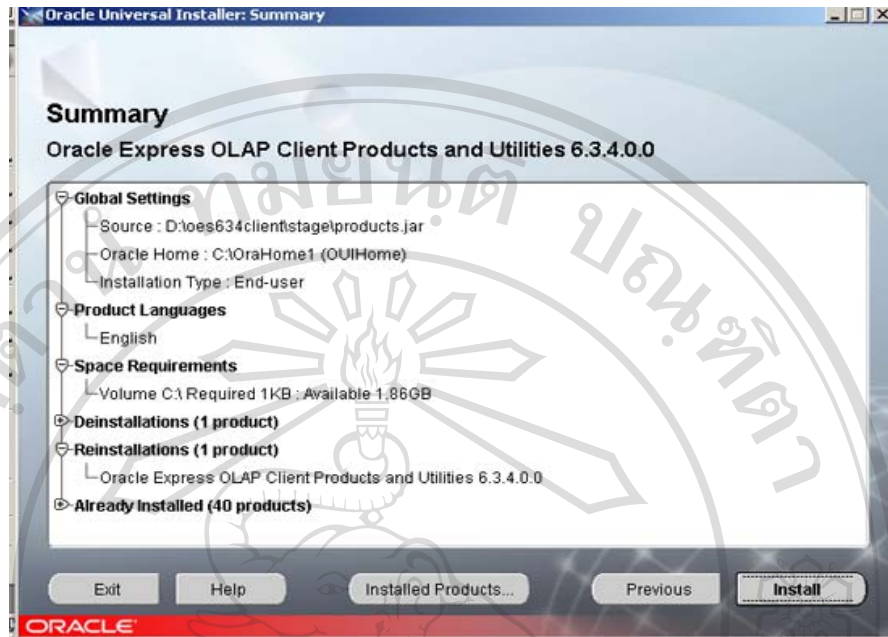 Oracle Universal Installer: Summary
Summary
Oracle Express OLAP Client Products and Utilities 6.3.4.0.0
Global Settings
Source : D:\oes634client\stage\products.jar
Oracle Home : C:\OraHome1 (OUIHome)
Installation Type : End-user
Product Languages
English
Space Requirements
Volume C:\ Required 1KB : Available 1.86GB
Deinstallations (1 product)
Reinstallations (1 product)
Oracle Express OLAP Client Products and Utilities 6.3.4.0.0
Already Installed (40 products)
Exit
Help
Installed Products...
Previous
Install
ORACLE